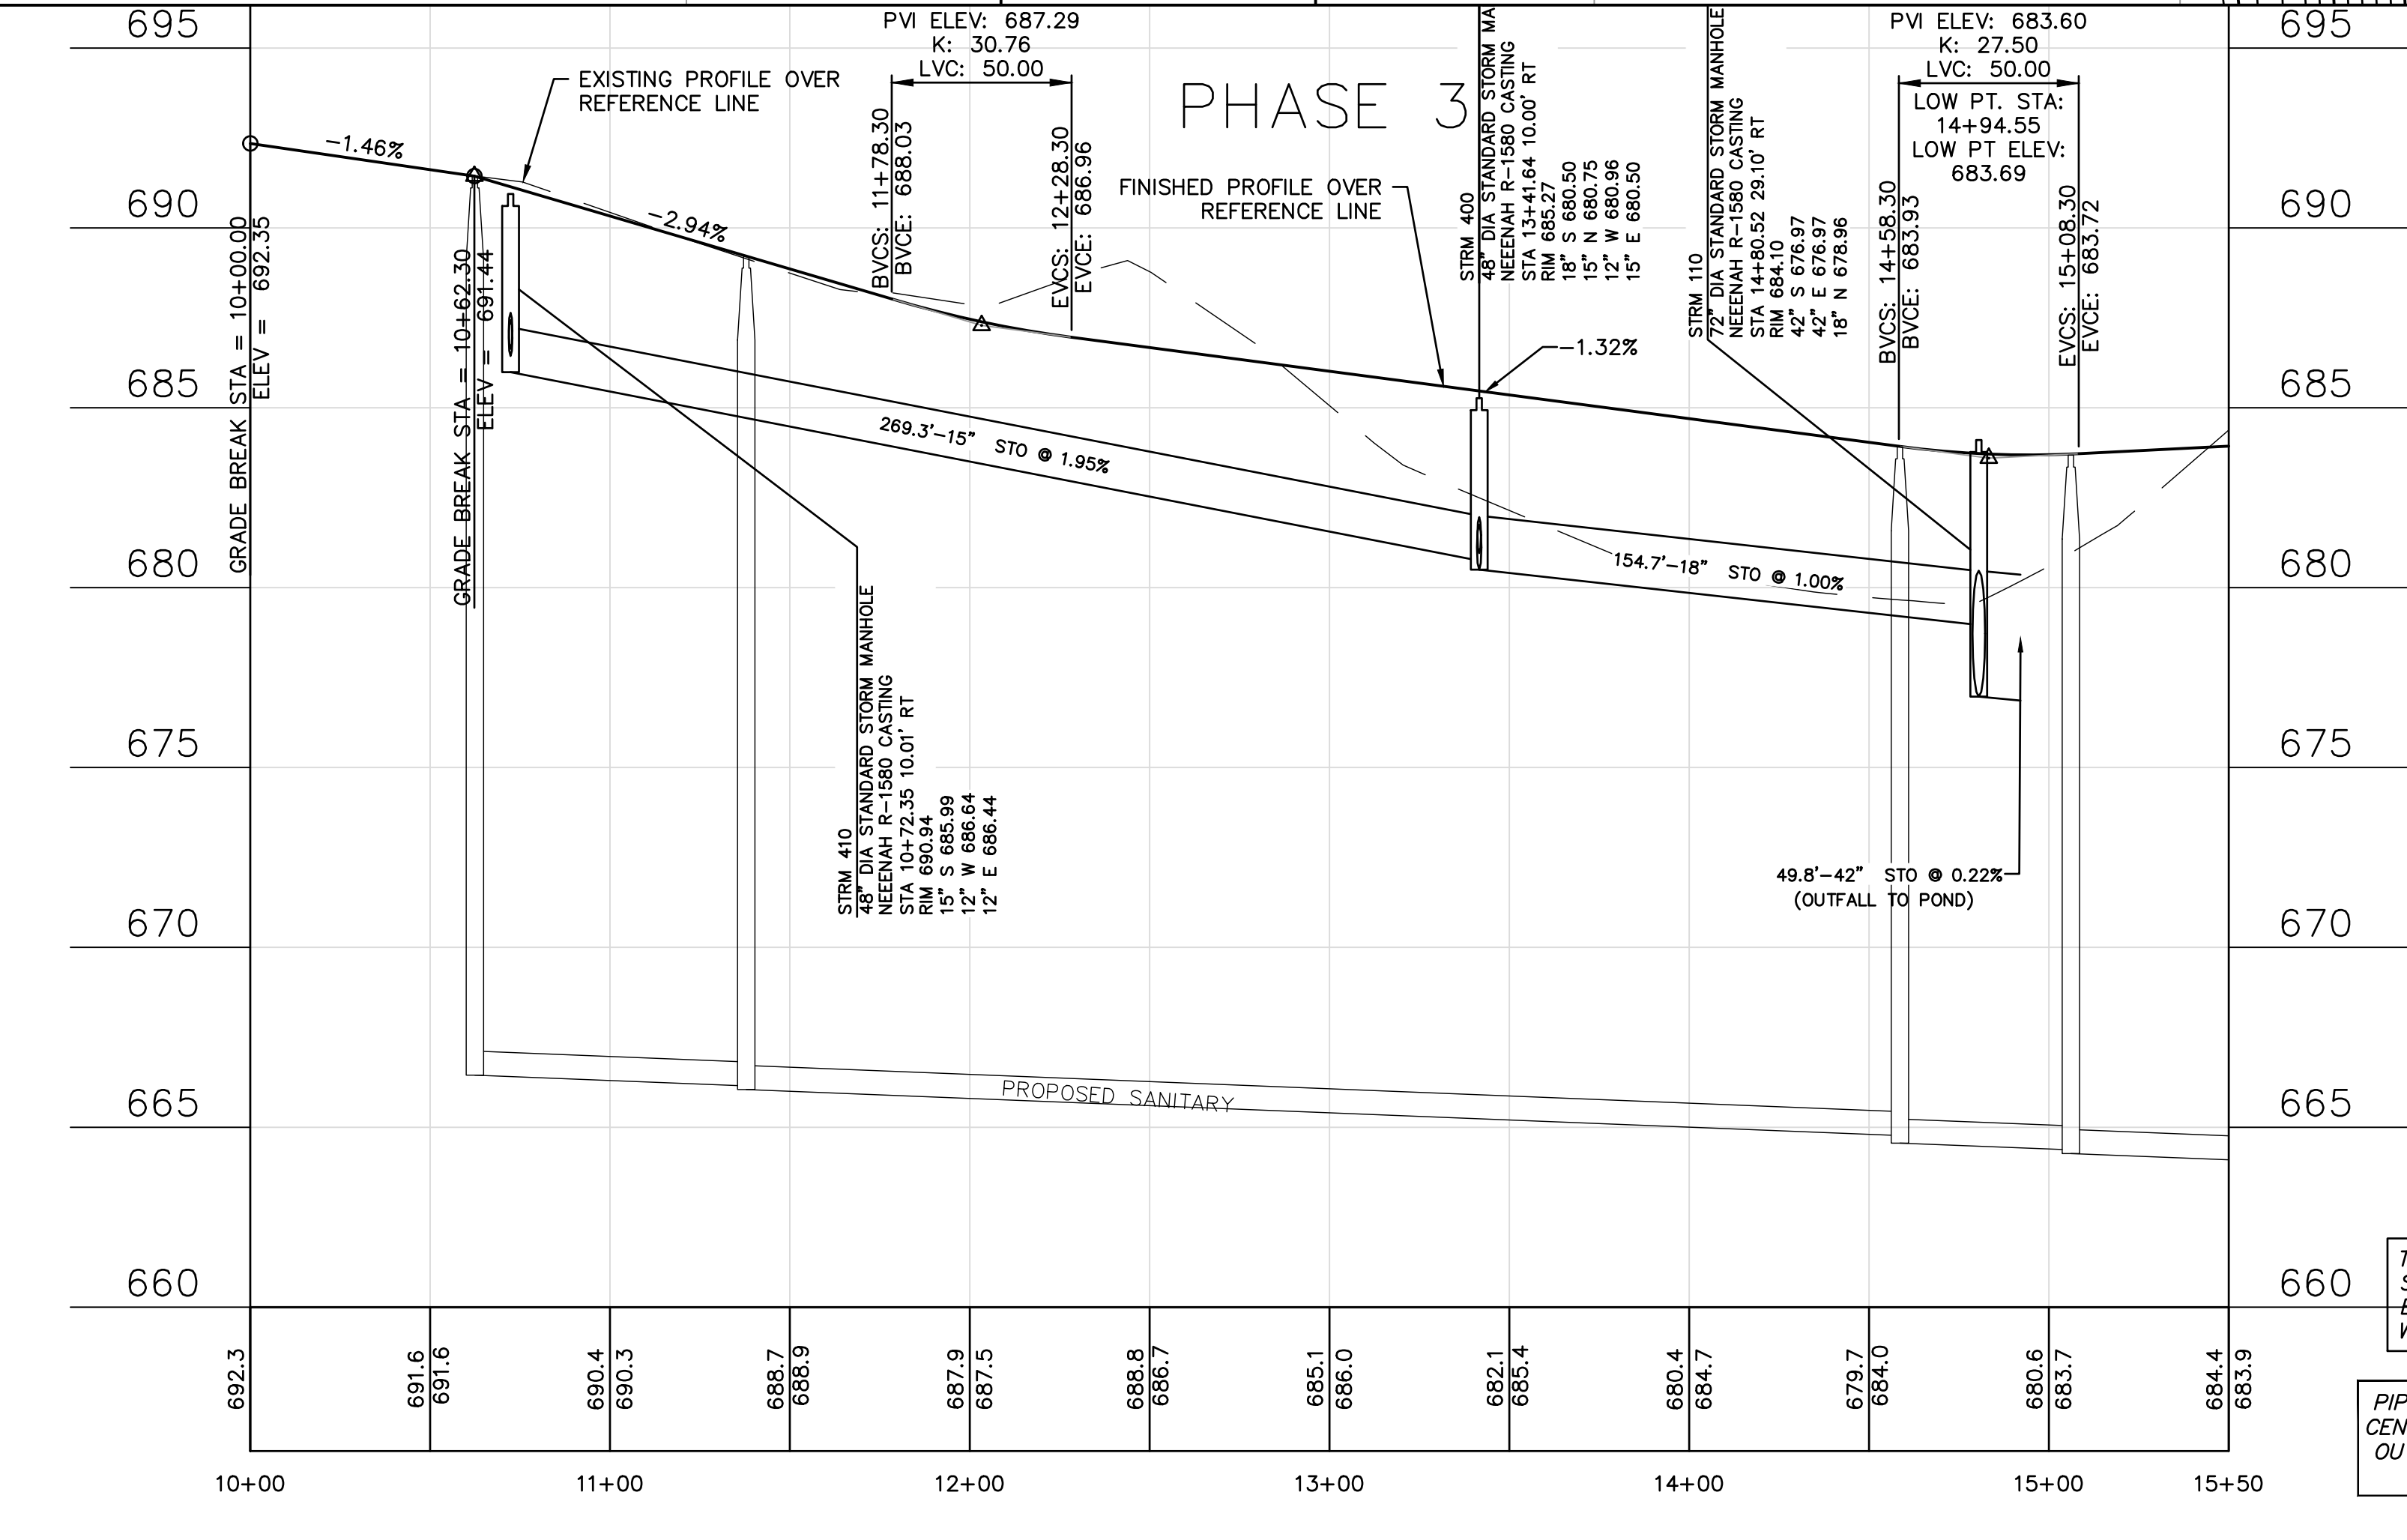 695
690
685
680
675
670
665
660
PVI ELEV: 687.29
K: 30.76
LVC: 50.00
PVI ELEV: 683.60
K: 27.50
LVC: 50.00
LOW PT. STA:
14+94.55
LOW PT ELEV:
683.69
695
690
685
680
675
670
665
660
EXISTING PROFILE OVER
REFERENCE LINE
PHASE 3
-1.46%
-2.94%
FINISHED PROFILE OVER
REFERENCE LINE
-1.32%
GRADE BREAK STA = 10+00.00
ELEV = 692.35
GRADE BREAK STA = 10+62.30
ELEV = 691.44
BVCS: 11+78.30
BVCE: 688.03
EVCS: 12+28.30
EVCE: 686.96
STRM 400
48" DIA STANDARD STORM MA
NEENAH R-1580 CASTING
STA 13+41.64 10.00' RT
RIM 685.27
18" S 680.50
15" N 680.75
12" W 680.96
15" E 680.50
STRM 110
72" DIA STANDARD STORM MANHOLE
NEENAH R-1580 CASTING
STA 14+80.52 29.10' RT
RIM 684.10
42" S 676.97
42" E 676.97
18" N 678.96
BVCS: 14+58.30
BVCE: 683.93
EVCS: 15+08.30
EVCE: 683.72
269.3'-15" STO @ 1.95%
154.7'-18" STO @ 1.00%
STRM 410
48" DIA STANDARD STORM MANHOLE
NEENAH R-1580 CASTING
STA 10+72.35 10.01' RT
RIM 690.94
15" S 685.99
12" W 686.64
12" E 686.44
49.8'-42" STO @ 0.22%
(OUTFALL TO POND)
PROPOSED SANITARY
692.3
691.6
691.6
690.4
690.3
688.7
688.9
687.9
687.5
688.8
686.7
685.1
686.0
682.1
685.4
680.4
684.7
679.7
684.0
680.6
683.7
684.4
683.9
10+00
11+00
12+00
13+00
14+00
15+00
15+50
PIP
CEN
OU